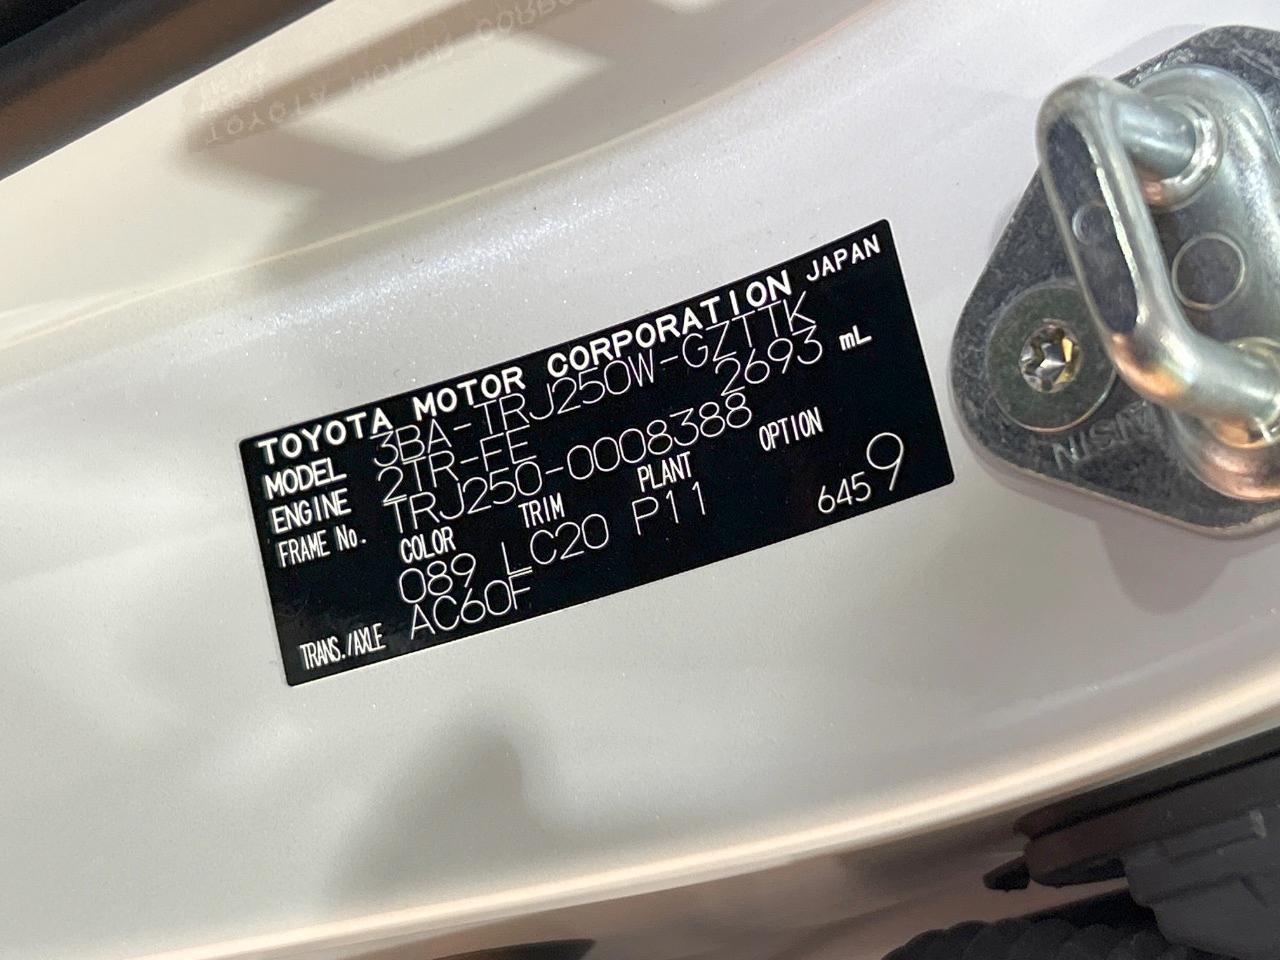 TOYOTA MOTOR CORPORATION JAPAN
MODEL 3BA-TRJ250W-GZTTK
ENGINE 2TR-FE 2693 mL
FRAME No. TRJ250-0008388
COLOR TRIM PLANT OPTION
089 LC20 P11 6459
TRANS./AXLE AC60F